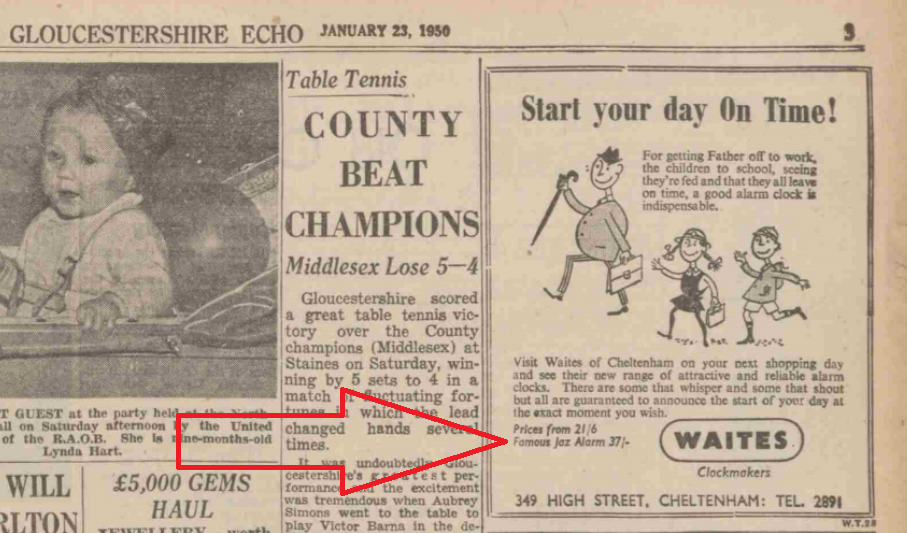 GLOUCESTERSHIRE ECHO JANUARY 23, 1950 3
T GUEST at the party held at the North
all on Saturday afternoon by the United
of the R.A.O.B. She is nine-months-old
Lynda Hart.
WILL
RLTON
£5,000 GEMS
HAUL
JEWELLERY worth
Table Tennis
COUNTY
BEAT
CHAMPIONS
Middlesex Lose 5—4
Gloucestershire scored
a great table tennis vic-
tory over the County
champions (Middlesex) at
Staines on Saturday, win-
ning by 5 sets to 4 in a
match of fluctuating for-
tunes in which the lead
changed hands several
times.
It was undoubtedly Glou-
cestershire's greatest per-
formance and the excitement
was tremendous when Aubrey
Simons went to the table to
play Victor Barna in the de-
Start your day On Time!
For getting Father off to work,
the children to school, seeing
they're fed and that they all leave
on time, a good alarm clock is
indispensable.
Visit Waites of Cheltenham on your next shopping day
and see their new range of attractive and reliable alarm
clocks. There are some that whisper and some that shout
but all are guaranteed to announce the start of your day at
the exact moment you wish.
Prices from 21/6
Famous Jaz Alarm 37/-
WAITES
Clockmakers
349 HIGH STREET, CHELTENHAM: TEL. 2891
W.T.28